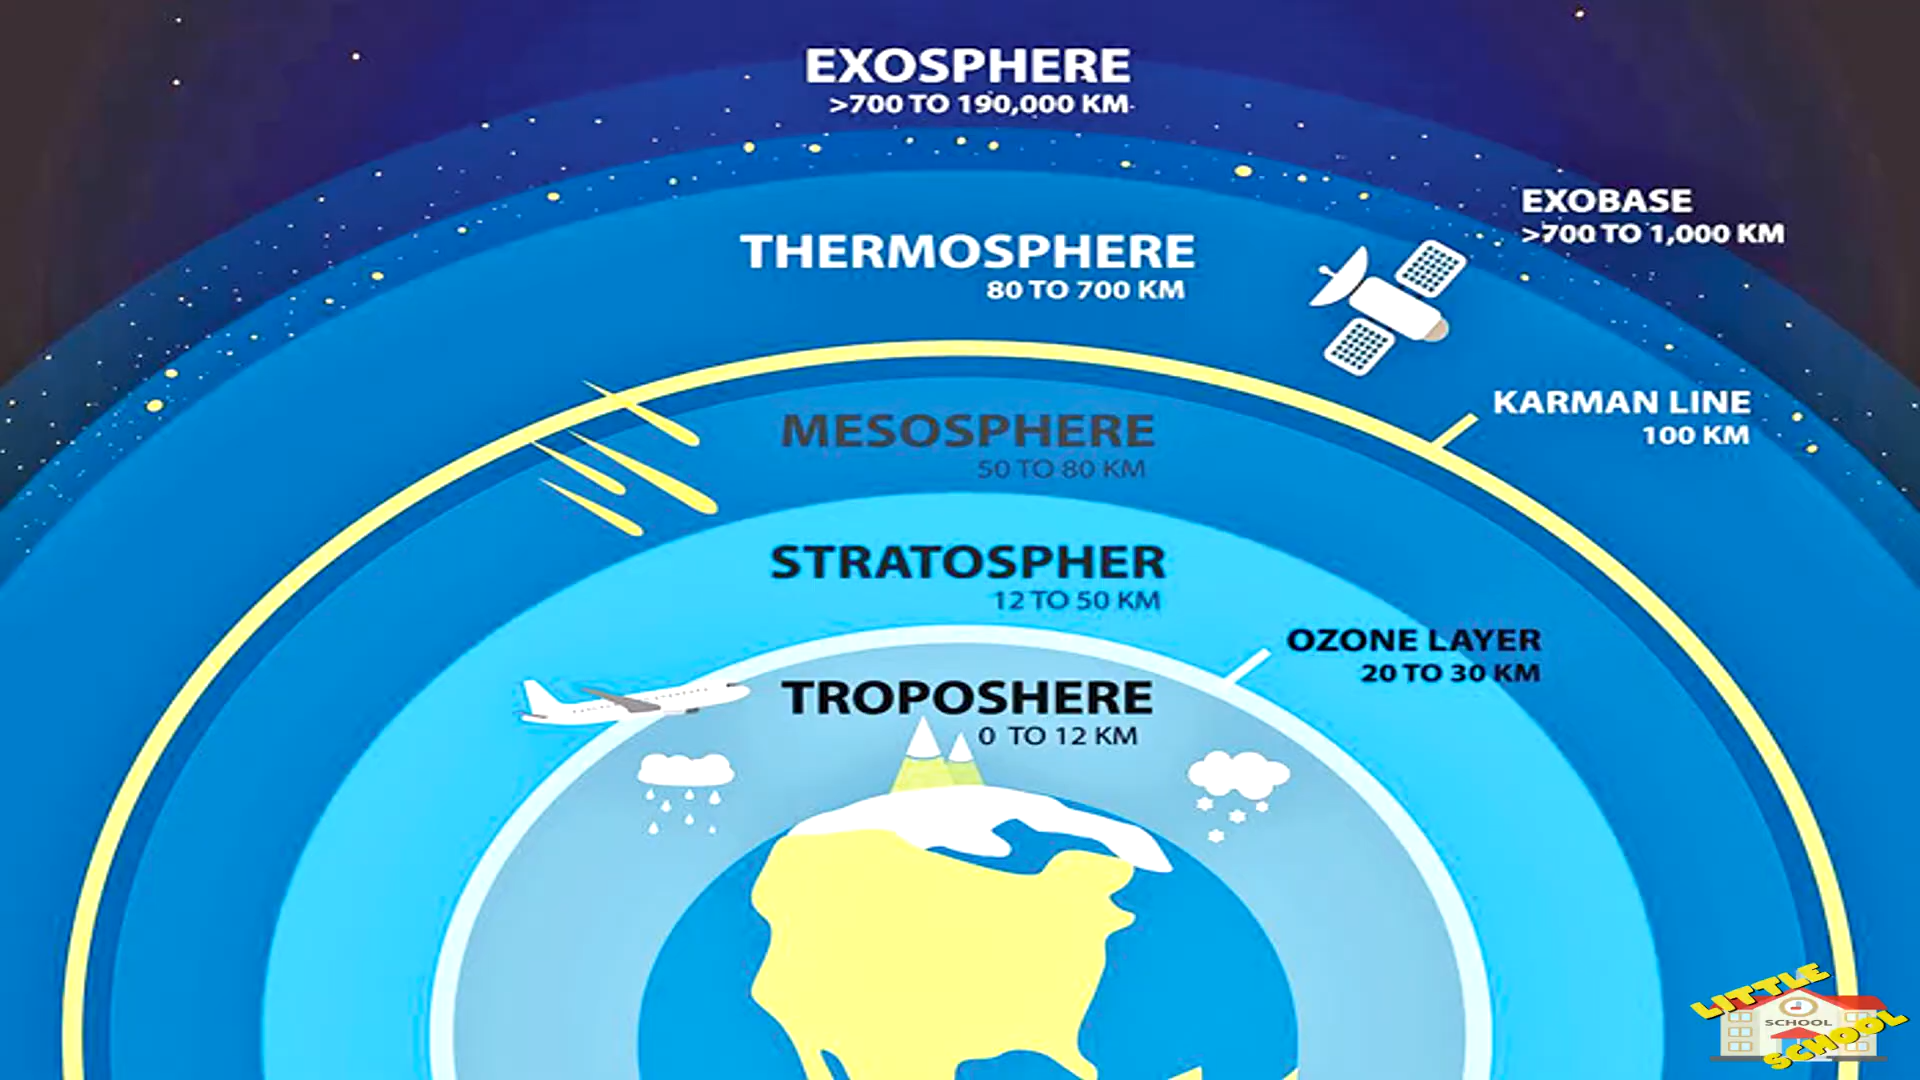 EXOSPHERE
>700 TO 190,000 KM
EXOBASE
>700 TO 1,000 KM
THERMOSPHERE
80 TO 700 KM
KARMAN LINE
100 KM
MESOSPHERE
50 TO 80 KM
STRATOSPHER
12 TO 50 KM
OZONE LAYER
20 TO 30 KM
TROPOSHERE
0 TO 12 KM
LITTLE
SCHOOL
SCHOOL